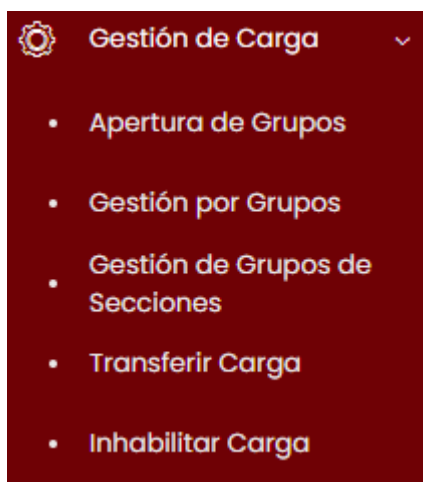 Gestión de Carga
Apertura de Grupos
Gestión por Grupos
Gestión de Grupos de
Secciones
Transferir Carga
Inhabilitar Carga